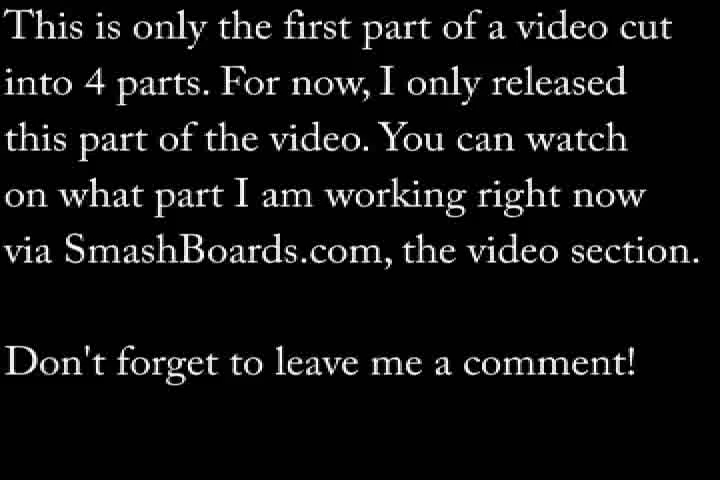 This is only the first part of a video cut
into 4 parts. For now, I only released
this part of the video. You can watch
on what part I am working right now
via SmashBoards.com, the video section.
Don't forget to leave me a comment!